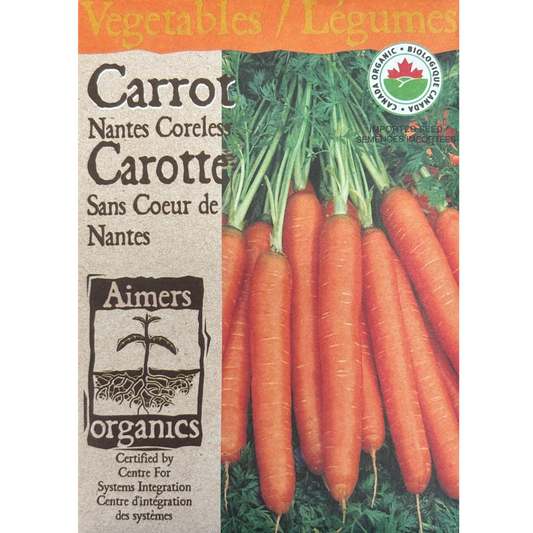 Vegetables / Légumes
Carrot
Nantes Coreless
Carotte
Sans Coeur de
Nantes
CANADA ORGANIC • BIOLOGIQUE CANADA •
IMPORTED SEED
SEMENCES IMPORTÉES
Aimers
organics
Certified by
Centre For
Systems Integration
Centre d'intégration
des systèmes